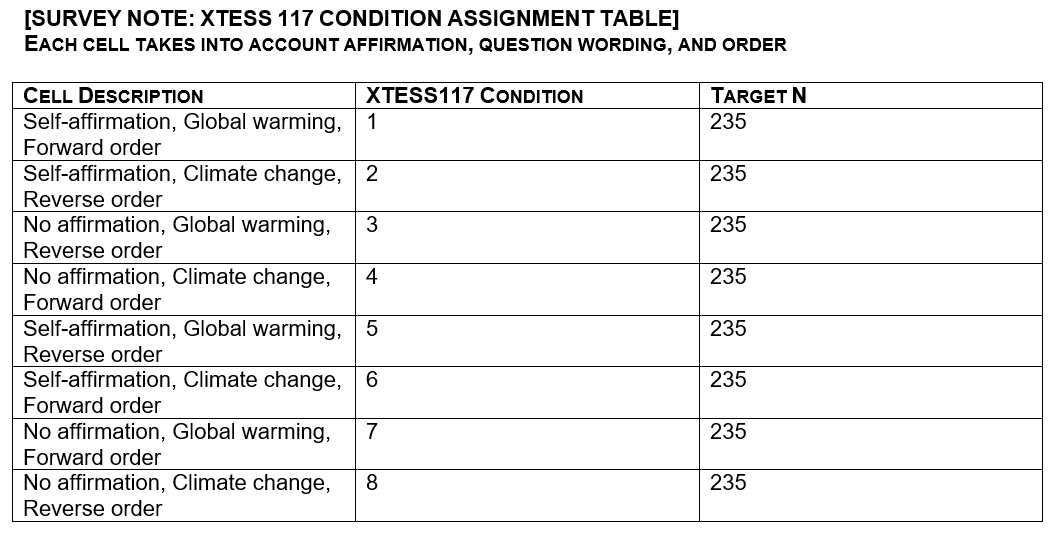 [SURVEY NOTE: XTESS 117 CONDITION ASSIGNMENT TABLE]
EACH CELL TAKES INTO ACCOUNT AFFIRMATION, QUESTION WORDING, AND ORDER
CELL DESCRIPTION XTESS117 CONDITION TARGET N
Self-affirmation, Global warming, 1 235
Forward order
Self-affirmation, Climate change, 2 235
Reverse order
No affirmation, Global warming, 3 235
Reverse order
No affirmation, Climate change, 4 235
Forward order
Self-affirmation, Global warming, 5 235
Reverse order
Self-affirmation, Climate change, 6 235
Forward order
No affirmation, Global warming, 7 235
Forward order
No affirmation, Climate change, 8 235
Reverse order